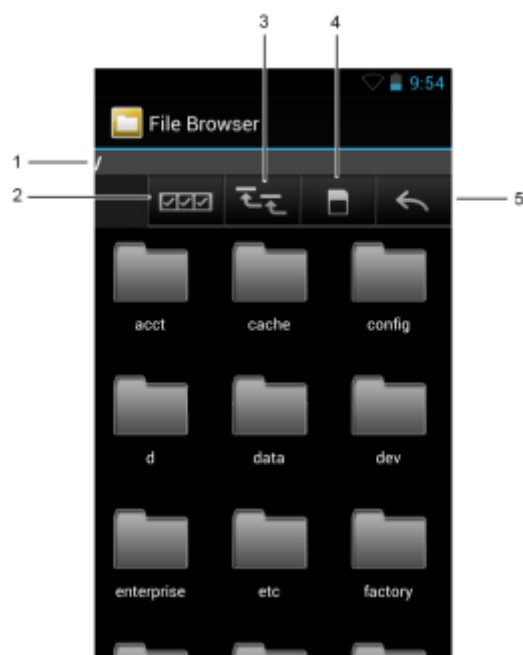 3 4
9:54
File Browser
1 /
2 5
acct cache config
d data dev
enterprise etc factory